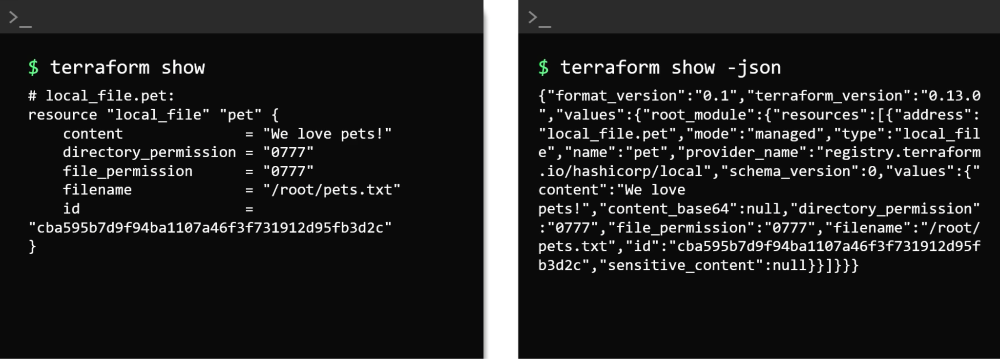 >_
$ terraform show
# local_file.pet:
resource "local_file" "pet" {
    content              = "We love pets!"
    directory_permission = "0777"
    file_permission      = "0777"
    filename             = "/root/pets.txt"
    id                   =
"cba595b7d9f94ba1107a46f3f731912d95fb3d2c"
}
>_
$ terraform show -json
{"format_version":"0.1","terraform_version":"0.13.0
","values":{"root_module":{"resources":[{"address":
"local_file.pet","mode":"managed","type":"local_fil
e","name":"pet","provider_name":"registry.terraform
.io/hashicorp/local","schema_version":0,"values":{"
content":"We love
pets!","content_base64":null,"directory_permission"
:"0777","file_permission":"0777","filename":"/root/
pets.txt","id":"cba595b7d9f94ba1107a46f3f731912d95f
b3d2c","sensitive_content":null}}]}}}